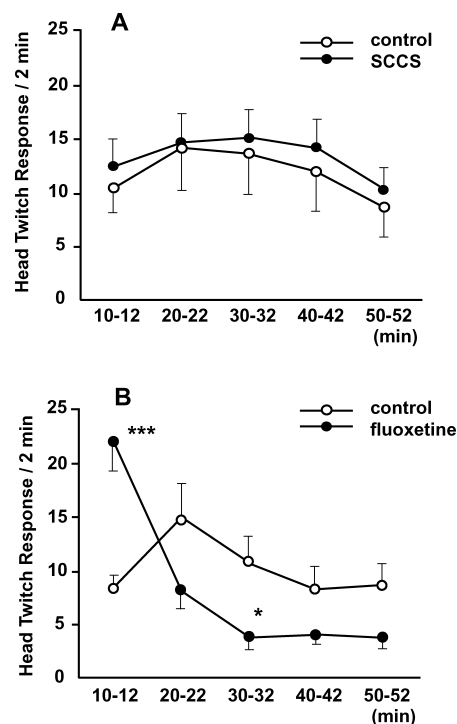 A
control
SCCS
Head Twitch Response / 2 min
25
20
15
10
5
0
10-12 20-22 30-32 40-42 50-52
(min)
B
control
fluoxetine
Head Twitch Response / 2 min
25
20
15
10
5
0
***
*
10-12 20-22 30-32 40-42 50-52
(min)